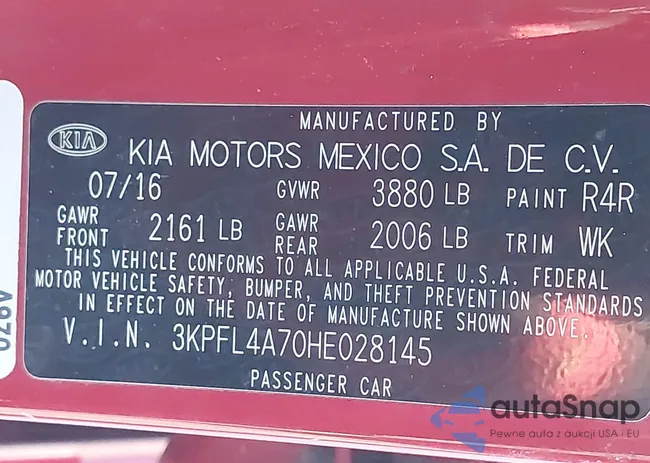 MANUFACTURED BY
KIA KIA MOTORS MEXICO S.A. DE C.V.
07/16 GVWR 3880 LB PAINT R4R
GAWR FRONT 2161 LB GAWR REAR 2006 LB TRIM WK
THIS VEHICLE CONFORMS TO ALL APPLICABLE U.S.A. FEDERAL
MOTOR VEHICLE SAFETY, BUMPER, AND THEFT PREVENTION STANDARDS
IN EFFECT ON THE DATE OF MANUFACTURE SHOWN ABOVE.
V.I.N. 3KPFL4A70HE028145
PASSENGER CAR
autaSnap
Pewne auta z aukcji USA i EU